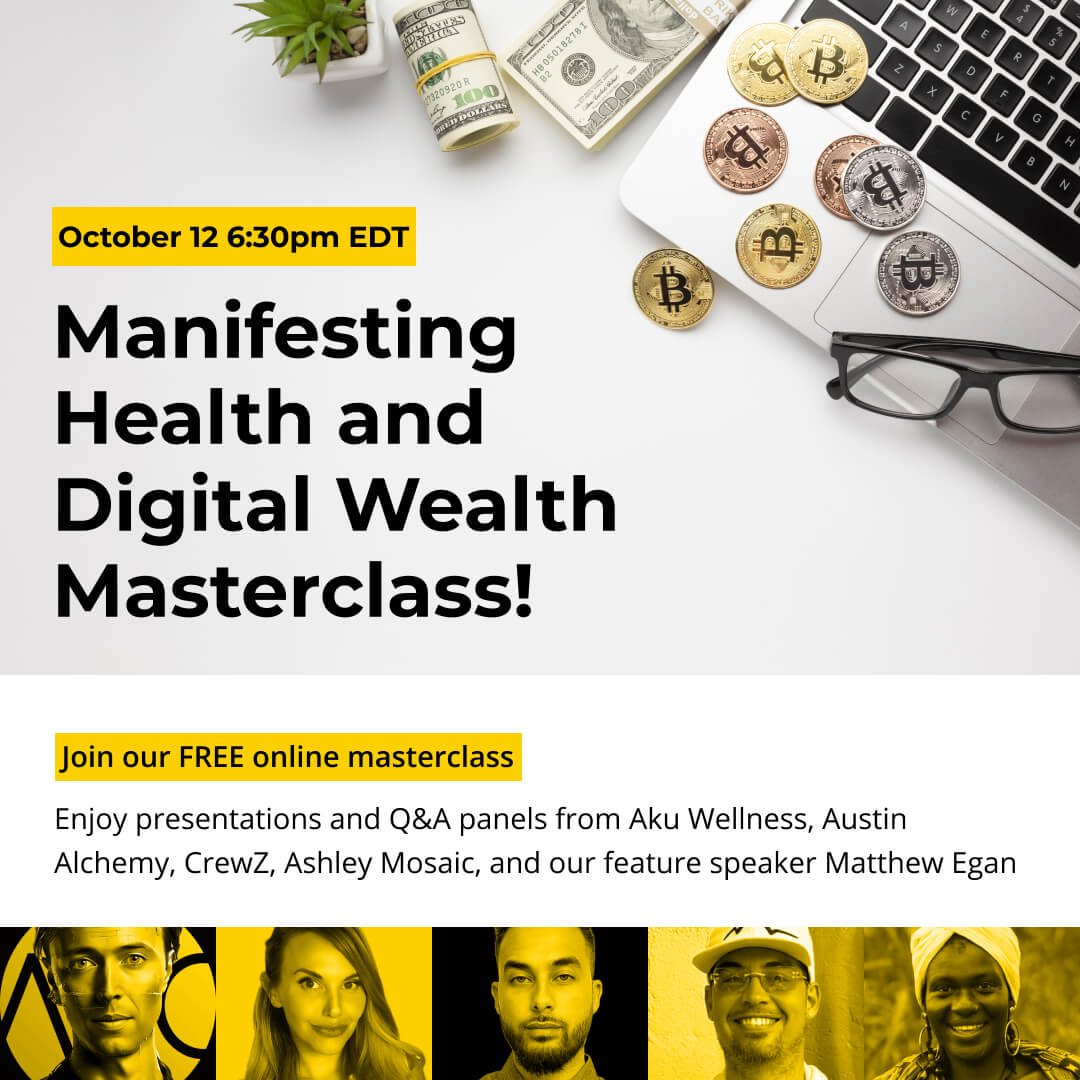 October 12 6:30pm EDT
Manifesting
Health and
Digital Wealth
Masterclass!
Join our FREE online masterclass
Enjoy presentations and Q&A panels from Aku Wellness, Austin
Alchemy, CrewZ, Ashley Mosaic, and our feature speaker Matthew Egan